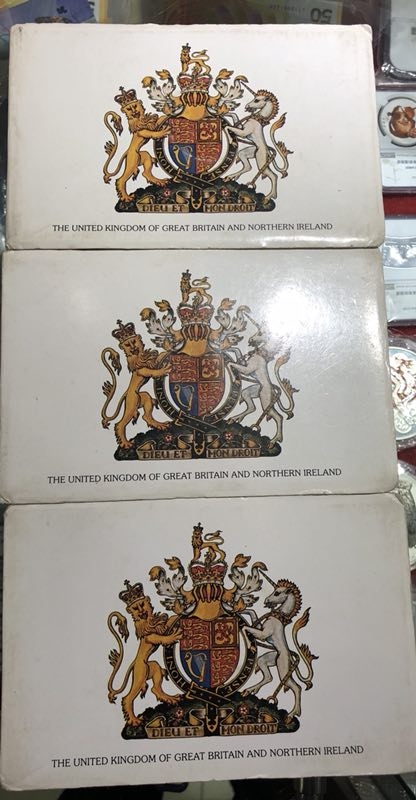 DIEU ET MON DROIT
THE UNITED KINGDOM OF GREAT BRITAIN AND NORTHERN IRELAND
DIEU ET MON DROIT
THE UNITED KINGDOM OF GREAT BRITAIN AND NORTHERN IRELAND
DIEU ET MON DROIT
THE UNITED KINGDOM OF GREAT BRITAIN AND NORTHERN IRELAND
50